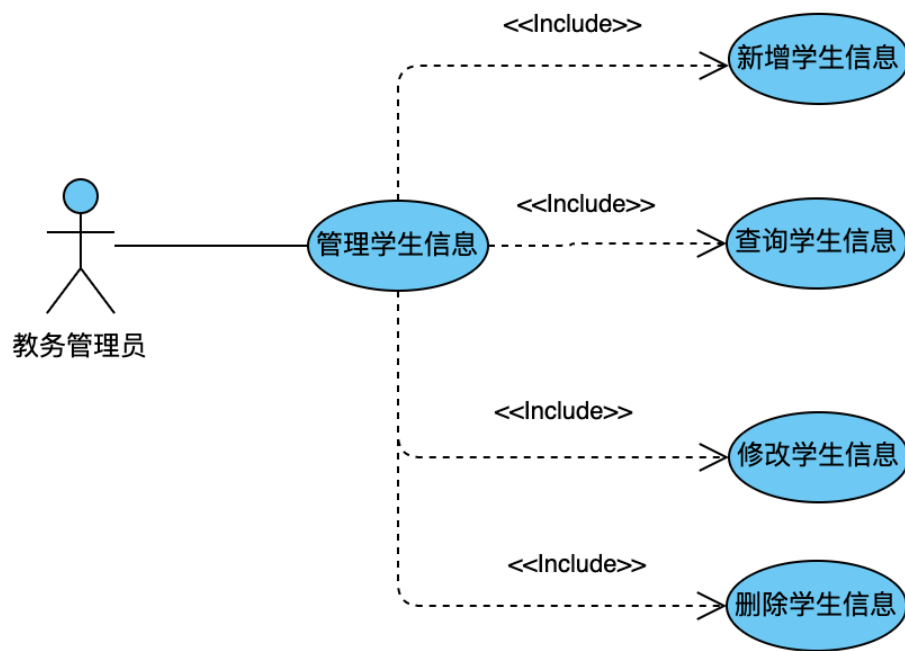 <<Include>>
新增学生信息
<<Include>>
管理学生信息
查询学生信息
教务管理员
<<Include>>
修改学生信息
<<Include>>
删除学生信息